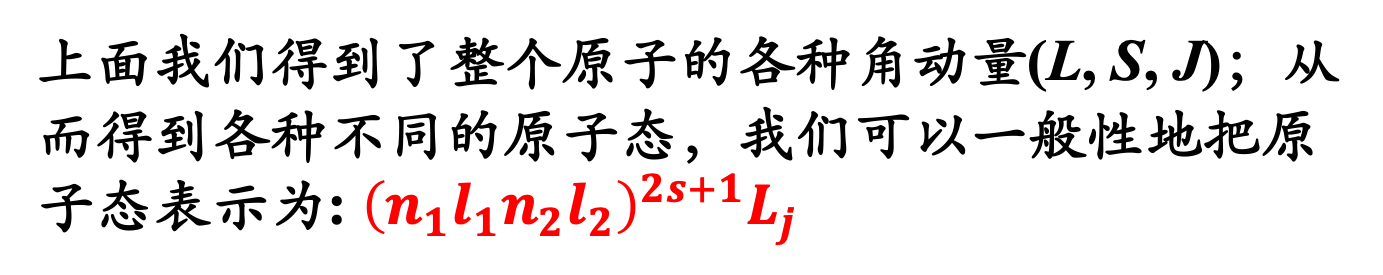 上面我们得到了整个原子的各种角动量(L, S, J)；从
而得到各种不同的原子态，我们可以一般性地把原
子态表示为: (n₁l₁n₂l₂)²ˢ⁺¹Lⱼ